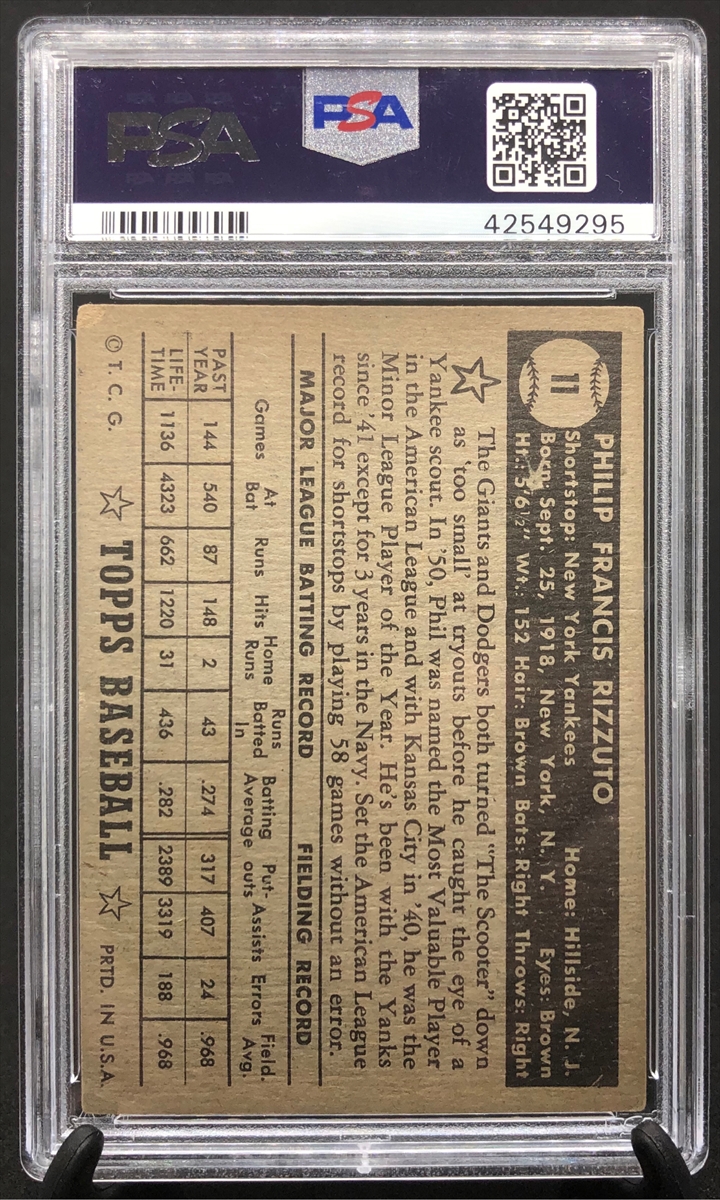 PSA
PSA
42549295
11
PHILIP FRANCIS RIZZUTO
Shortstop: New York Yankees Home: Hillside, N. J.
Born: Sept. 25, 1918, New York, N. Y. Eyes: Brown
Ht.: 5'6½" Wt.: 152 Hair: Brown Bats: Right Throws: Right
The Giants and Dodgers both turned "The Scooter" down
as 'too small' at tryouts before he caught the eye of a
Yankee scout. In '50, Phil was named the Most Valuable Player
in the American League and with Kansas City in '40, he was the
Minor League Player of the Year. He's been with the Yanks
since '41 except for 3 years in the Navy. Set the American League
record for shortstops by playing 58 games without an error.
MAJOR LEAGUE BATTING RECORD FIELDING RECORD
Games At Bat Runs Hits Home Runs Runs Batted In Batting Average Put-outs Assists Errors Field. Avg.
PAST YEAR 144 540 87 148 2 43 .274 317 407 24 .968
LIFE-TIME 1136 4323 662 1220 31 436 .282 2389 3319 188 .968
© T. C. G. ☆ TOPPS BASEBALL ☆ PRTD. IN U.S.A.